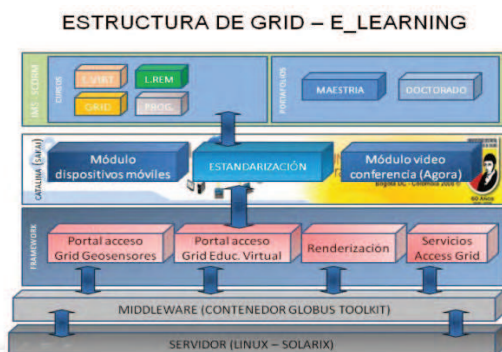 ESTRUCTURA DE GRID – E_LEARNING
CURSOS
E.VIRT
L.REM
GRID
PROG.
PORTAFOLIOS
MAESTRIA
DOCTORADO
CATALINA (SAKAI)
Módulo
dispositivos móviles
ESTANDARIZACIÓN
Módulo video
conferencia (Agora)
FRAMEWORK
Portal acceso
Grid Geosensores
Portal acceso
Grid Educ. Virtual
Renderización
Servicios
Access Grid
MIDDLEWARE (CONTENEDOR GLOBUS TOOLKIT)
SERVIDOR (LINUX – SOLARIX)